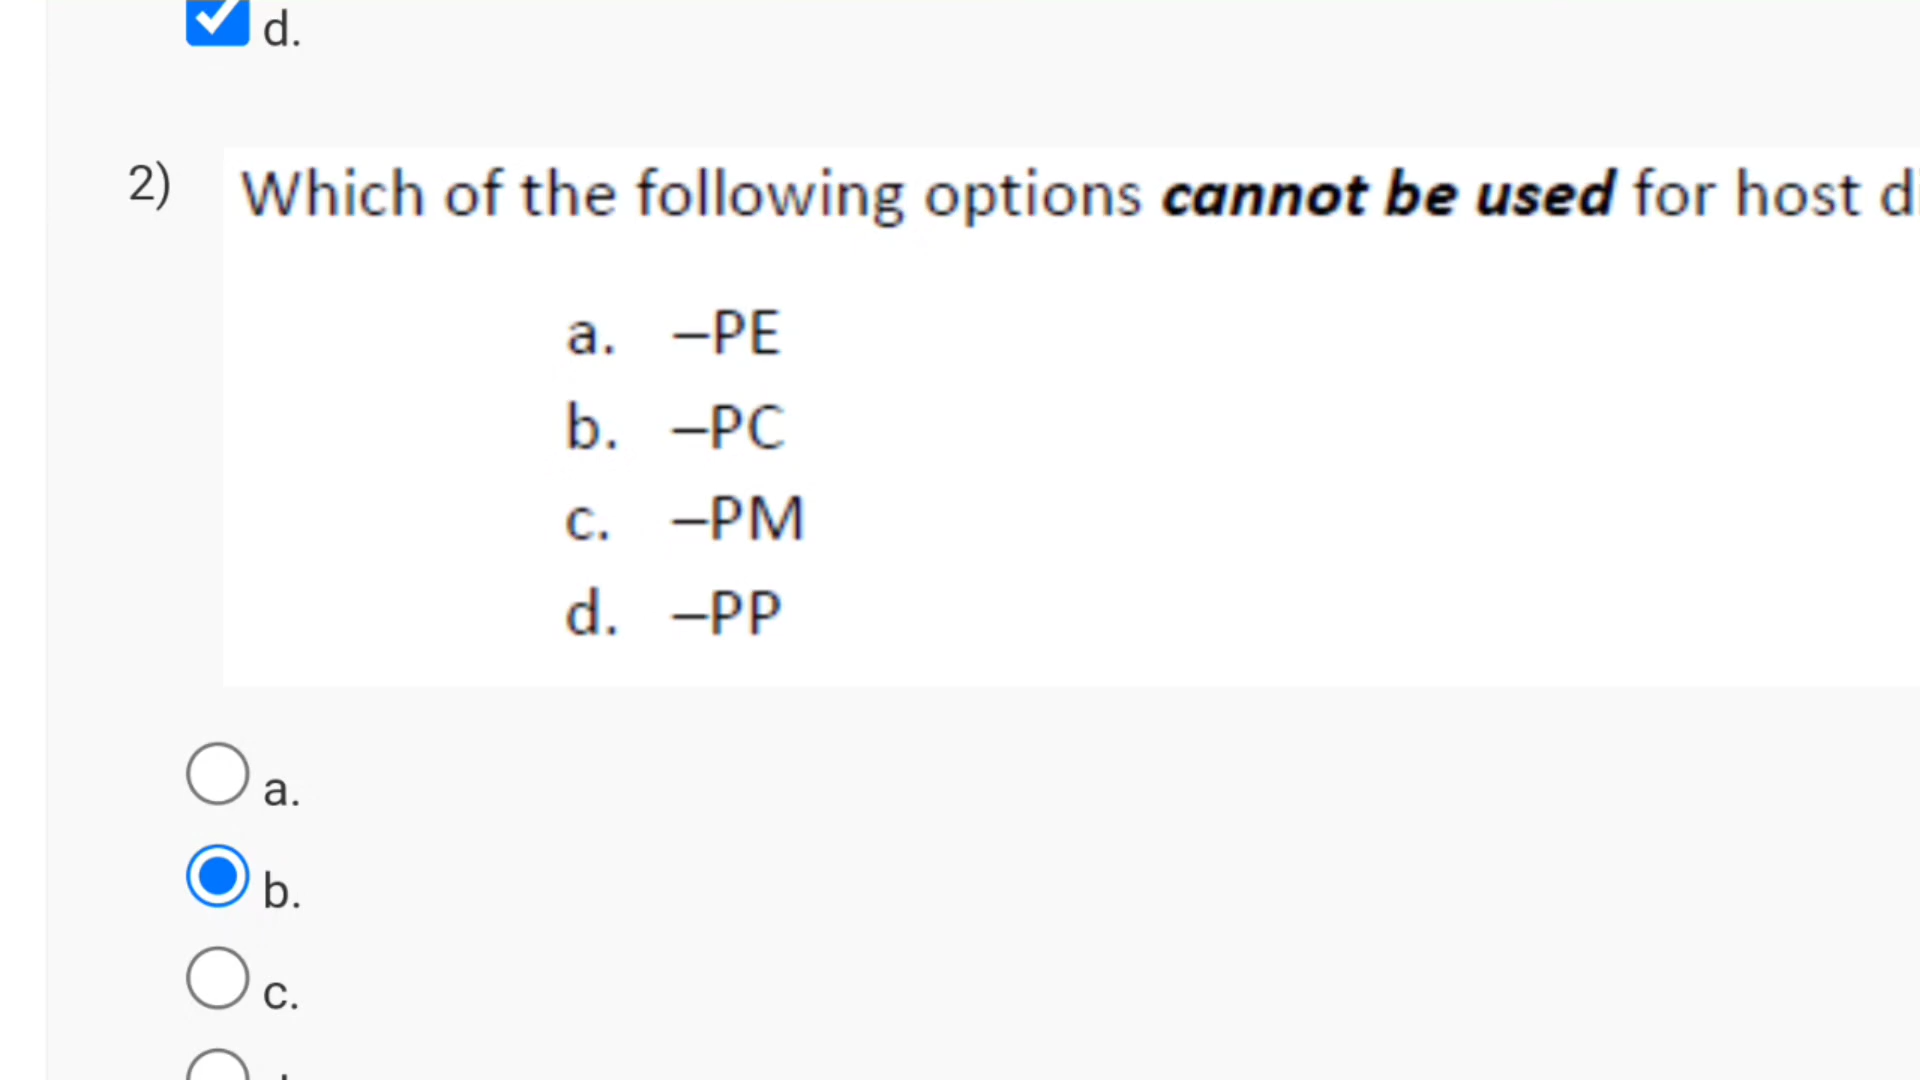 d.
2) Which of the following options cannot be used for host
a. –PE
b. –PC
c. –PM
d. –PP
a.
b.
c.